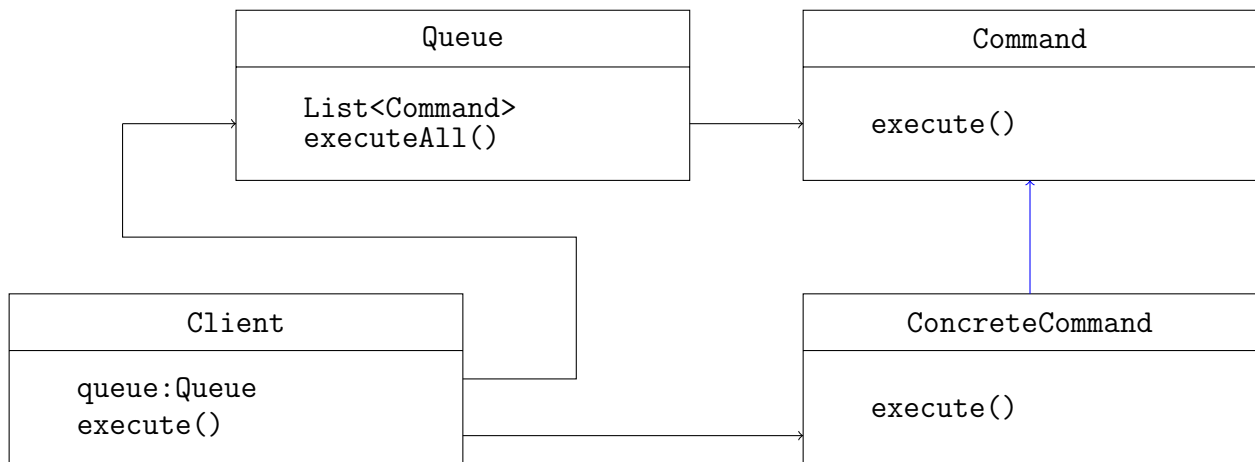 Queue
List<Command>
executeAll()
Command
execute()
Client
queue:Queue
execute()
ConcreteCommand
execute()